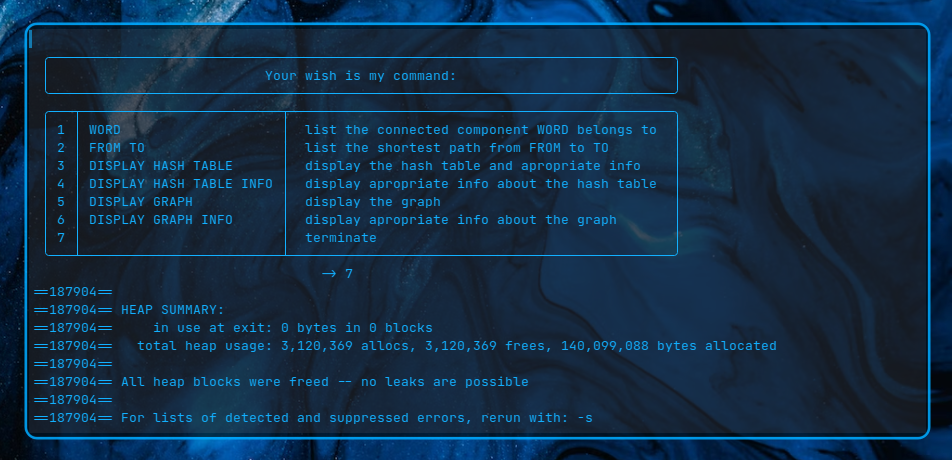 Your wish is my command:
1 WORD list the connected component WORD belongs to
2 FROM TO list the shortest path from FROM to TO
3 DISPLAY HASH TABLE display the hash table and apropriate info
4 DISPLAY HASH TABLE INFO display apropriate info about the hash table
5 DISPLAY GRAPH display the graph
6 DISPLAY GRAPH INFO display apropriate info about the graph
7 terminate
—> 7
==187904==
==187904== HEAP SUMMARY:
==187904==     in use at exit: 0 bytes in 0 blocks
==187904==   total heap usage: 3,120,369 allocs, 3,120,369 frees, 140,099,088 bytes allocated
==187904==
==187904== All heap blocks were freed -- no leaks are possible
==187904==
==187904== For lists of detected and suppressed errors, rerun with: -s